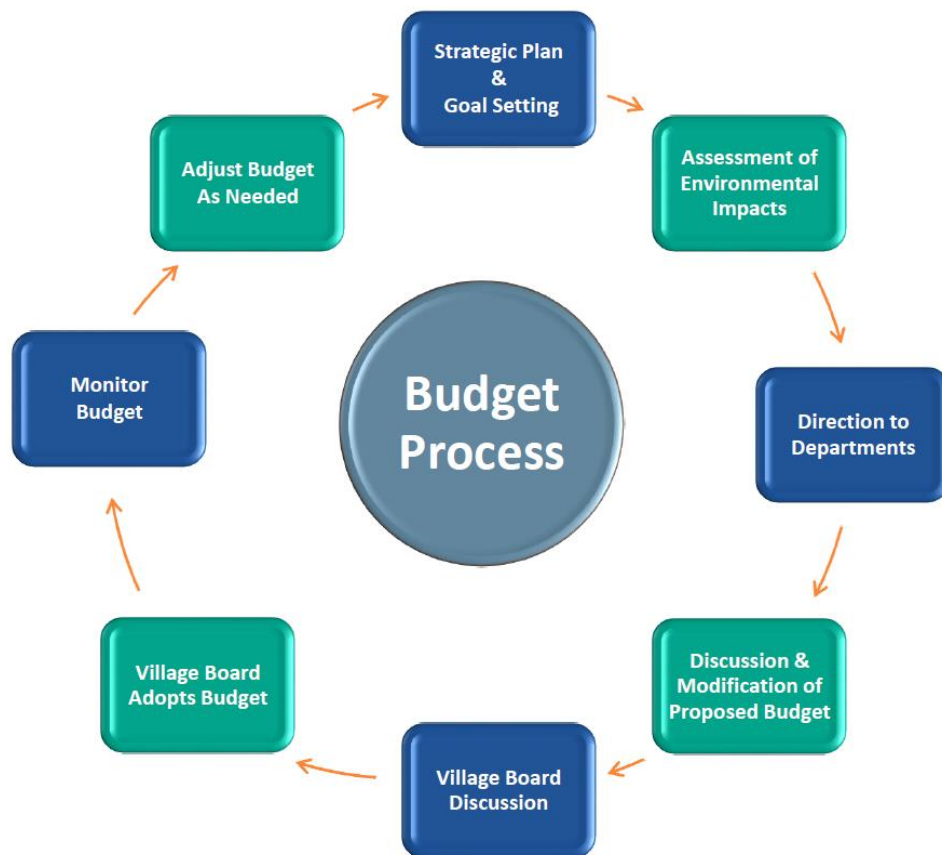 Strategic Plan
&
Goal Setting
Assessment of
Environmental
Impacts
Direction to
Departments
Discussion &
Modification of
Proposed Budget
Village Board
Discussion
Village Board
Adopts Budget
Monitor
Budget
Adjust Budget
As Needed
Budget
Process